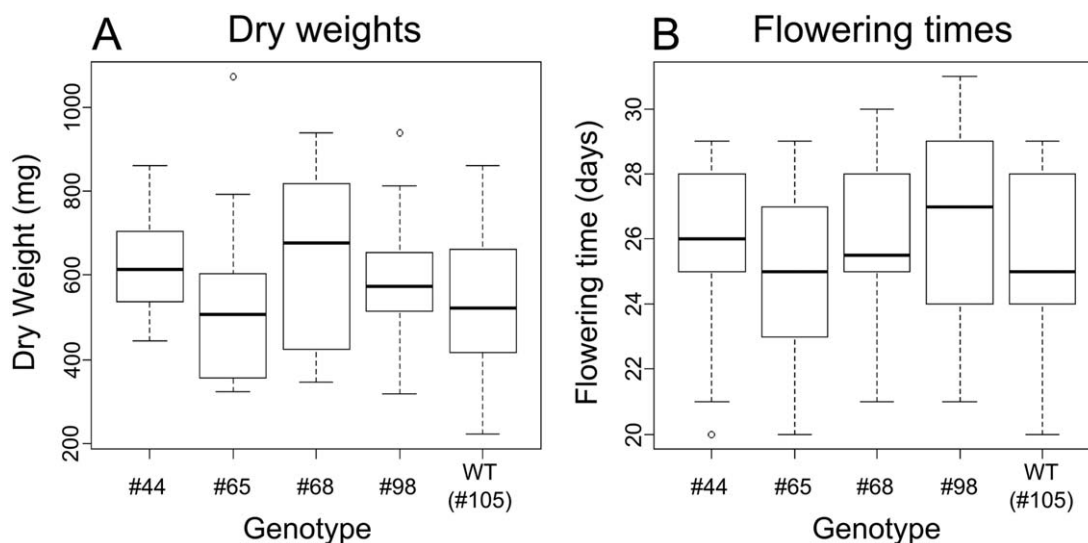 A
Dry weights
Dry Weight (mg)
1000
800
600
400
200
#44
#65
#68
#98
WT
(#105)
Genotype
B
Flowering times
Flowering time (days)
30
28
26
24
22
20
#44
#65
#68
#98
WT
(#105)
Genotype